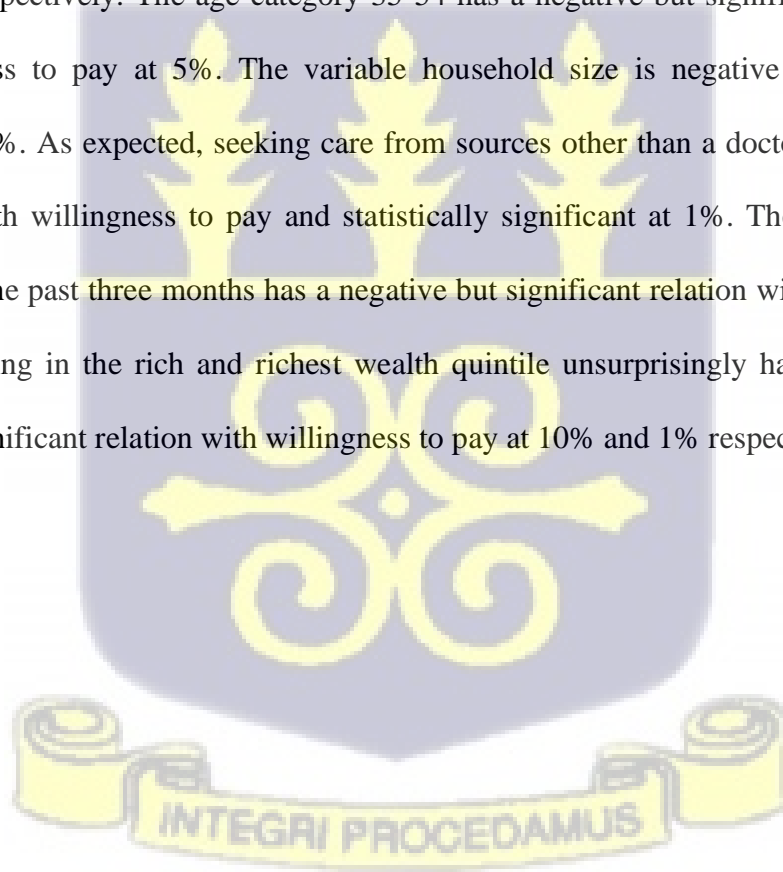 The age category 35-54 has a negative but signifi
ss to pay at 5%. The variable household size is negative
%. As expected, seeking care from sources other than a docto
th willingness to pay and statistically significant at 1%. The
ne past three months has a negative but significant relation wi
ing in the rich and richest wealth quintile unsurprisingly ha
nificant relation with willingness to pay at 10% and 1% respec
INTEGRI PROCEDAMUS